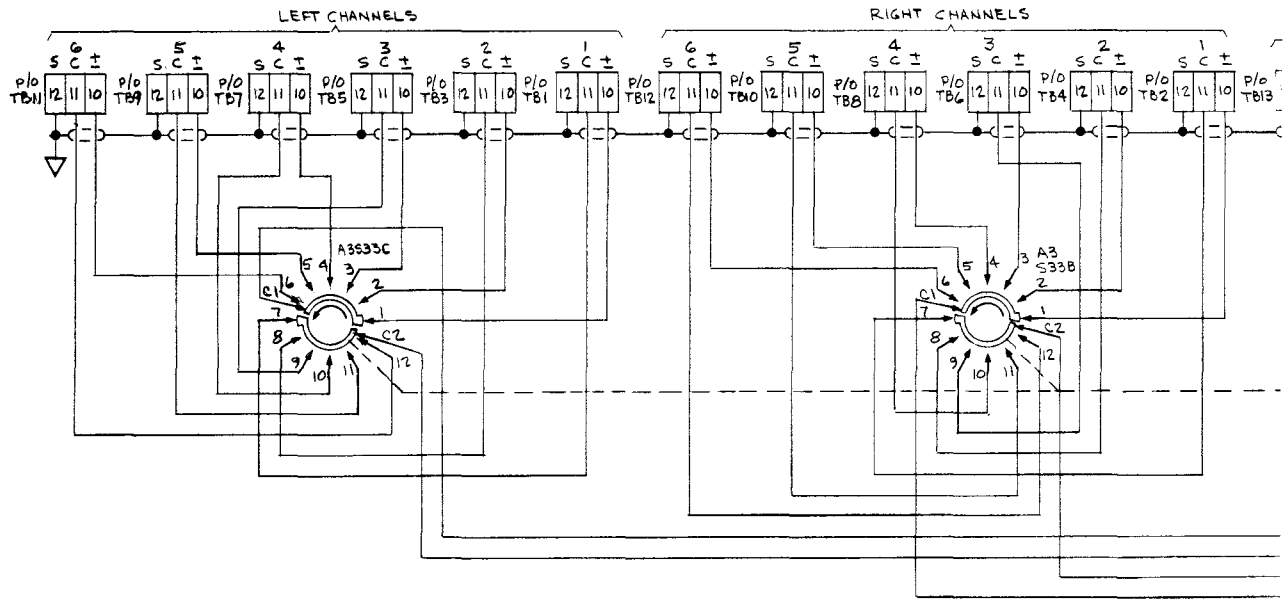 LEFT CHANNELS
RIGHT CHANNELS
6 5 4 3 2 1 6 5 4 3 2 1
S C ± S C ± S C ± S C ± S C ± S C ± S C ± S C ± S C ± S C ± S C ± S C ±
P/O TB11 12 11 10
P/O TB9 12 11 10
P/O TB7 12 11 10
P/O TB5 12 11 10
P/O TB3 12 11 10
P/O TB1 12 11 10
P/O TB12 12 11 10
P/O TB10 12 11 10
P/O TB8 12 11 10
P/O TB6 12 11 10
P/O TB4 12 11 10
P/O TB2 12 11 10
P/O TB13
A3S33C
5 4 3
6 2
C1
7 1
C2
8
9 12
10 11
A3
S33B
5 4 3
6 2
C1
7 1
C2
8
9 12
10 11